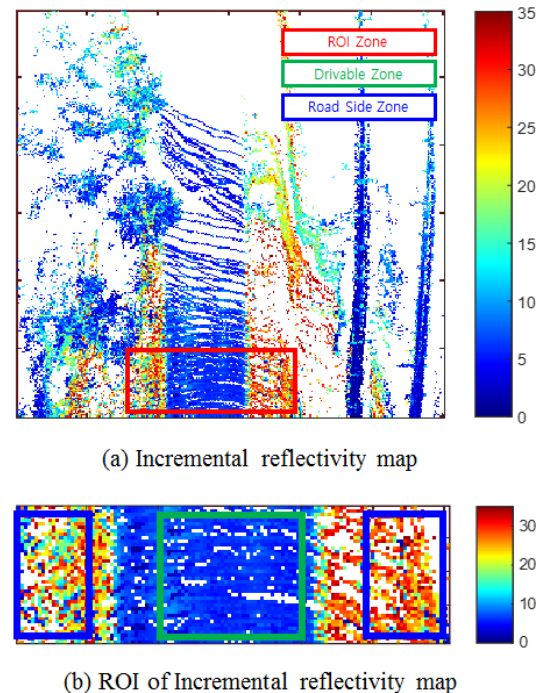 ROI Zone
Drivable Zone
Road Side Zone
35
30
25
20
15
10
5
0
(a) Incremental reflectivity map
30
20
10
0
(b) ROI of Incremental reflectivity map